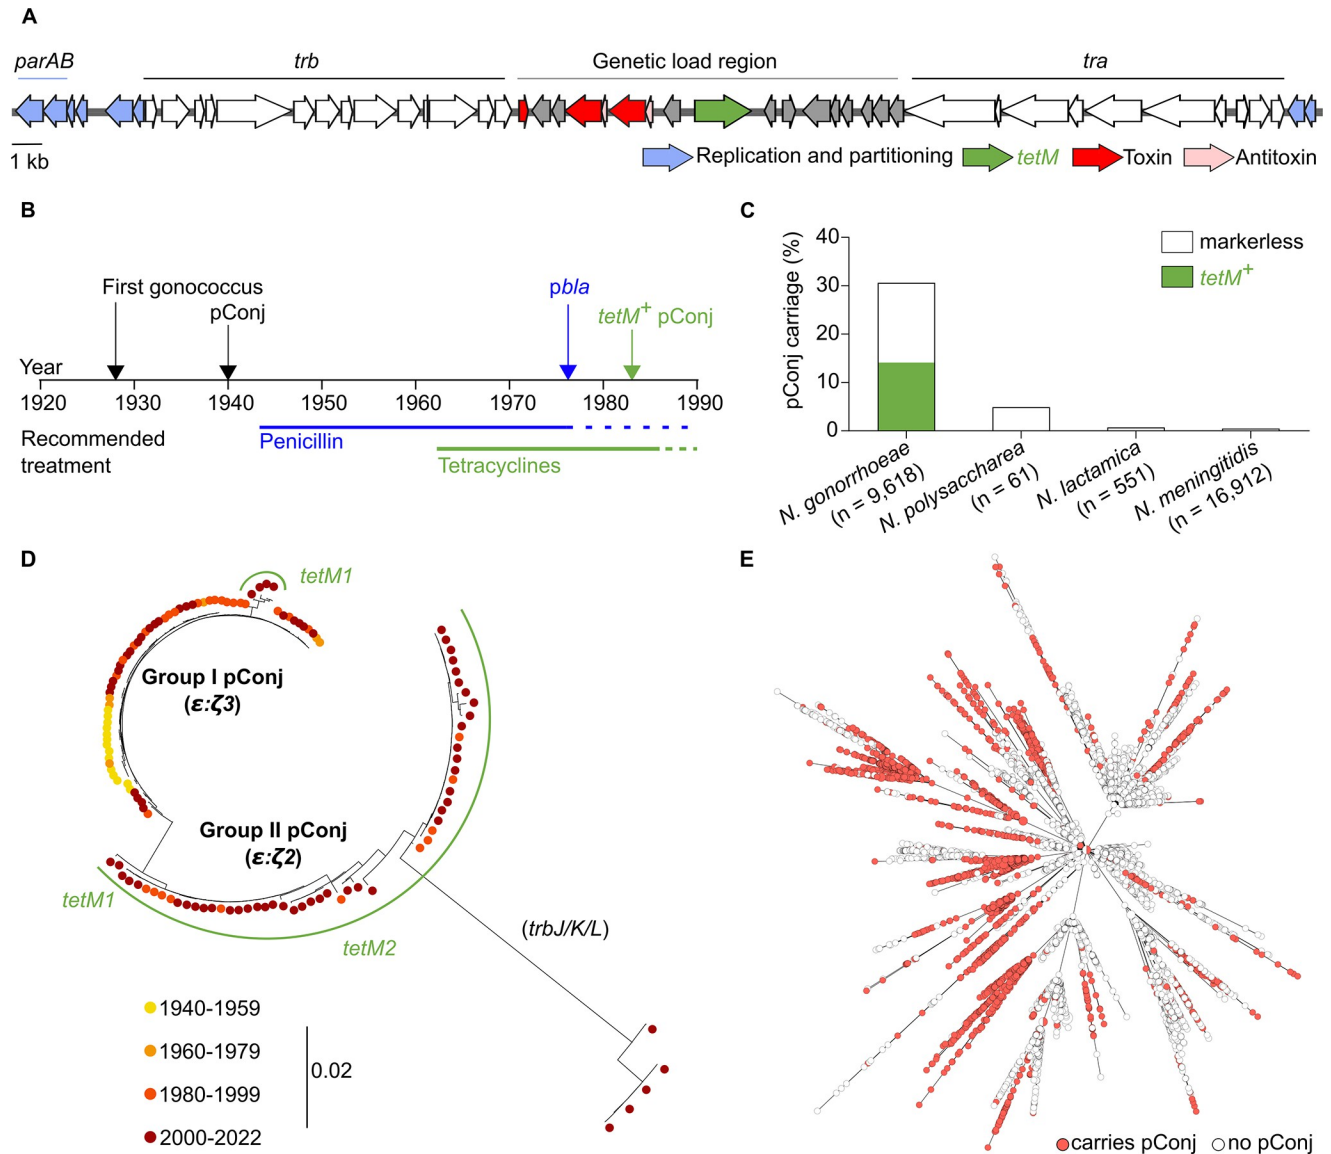 A
parAB
trb
Genetic load region
tra
1 kb
Replication and partitioning
tetM
Toxin
Antitoxin
B
First gonococcus
pConj
pbla
tetM+ pConj
Year
1920 1930 1940 1950 1960 1970 1980 1990
Recommended
treatment
Penicillin
Tetracyclines
C
pConj carriage (%)
40
30
20
10
0
markerless
tetM+
N. gonorrhoeae
(n = 9,618)
N. polysaccharea
(n = 61)
N. lactamica
(n = 551)
N. meningitidis
(n = 16,912)
D
tetM1
Group I pConj
(ε:ζ3)
Group II pConj
(ε:ζ2)
tetM1
tetM2
(trbJ/K/L)
1940-1959
1960-1979
1980-1999
2000-2022
0.02
E
carries pConj
no pConj